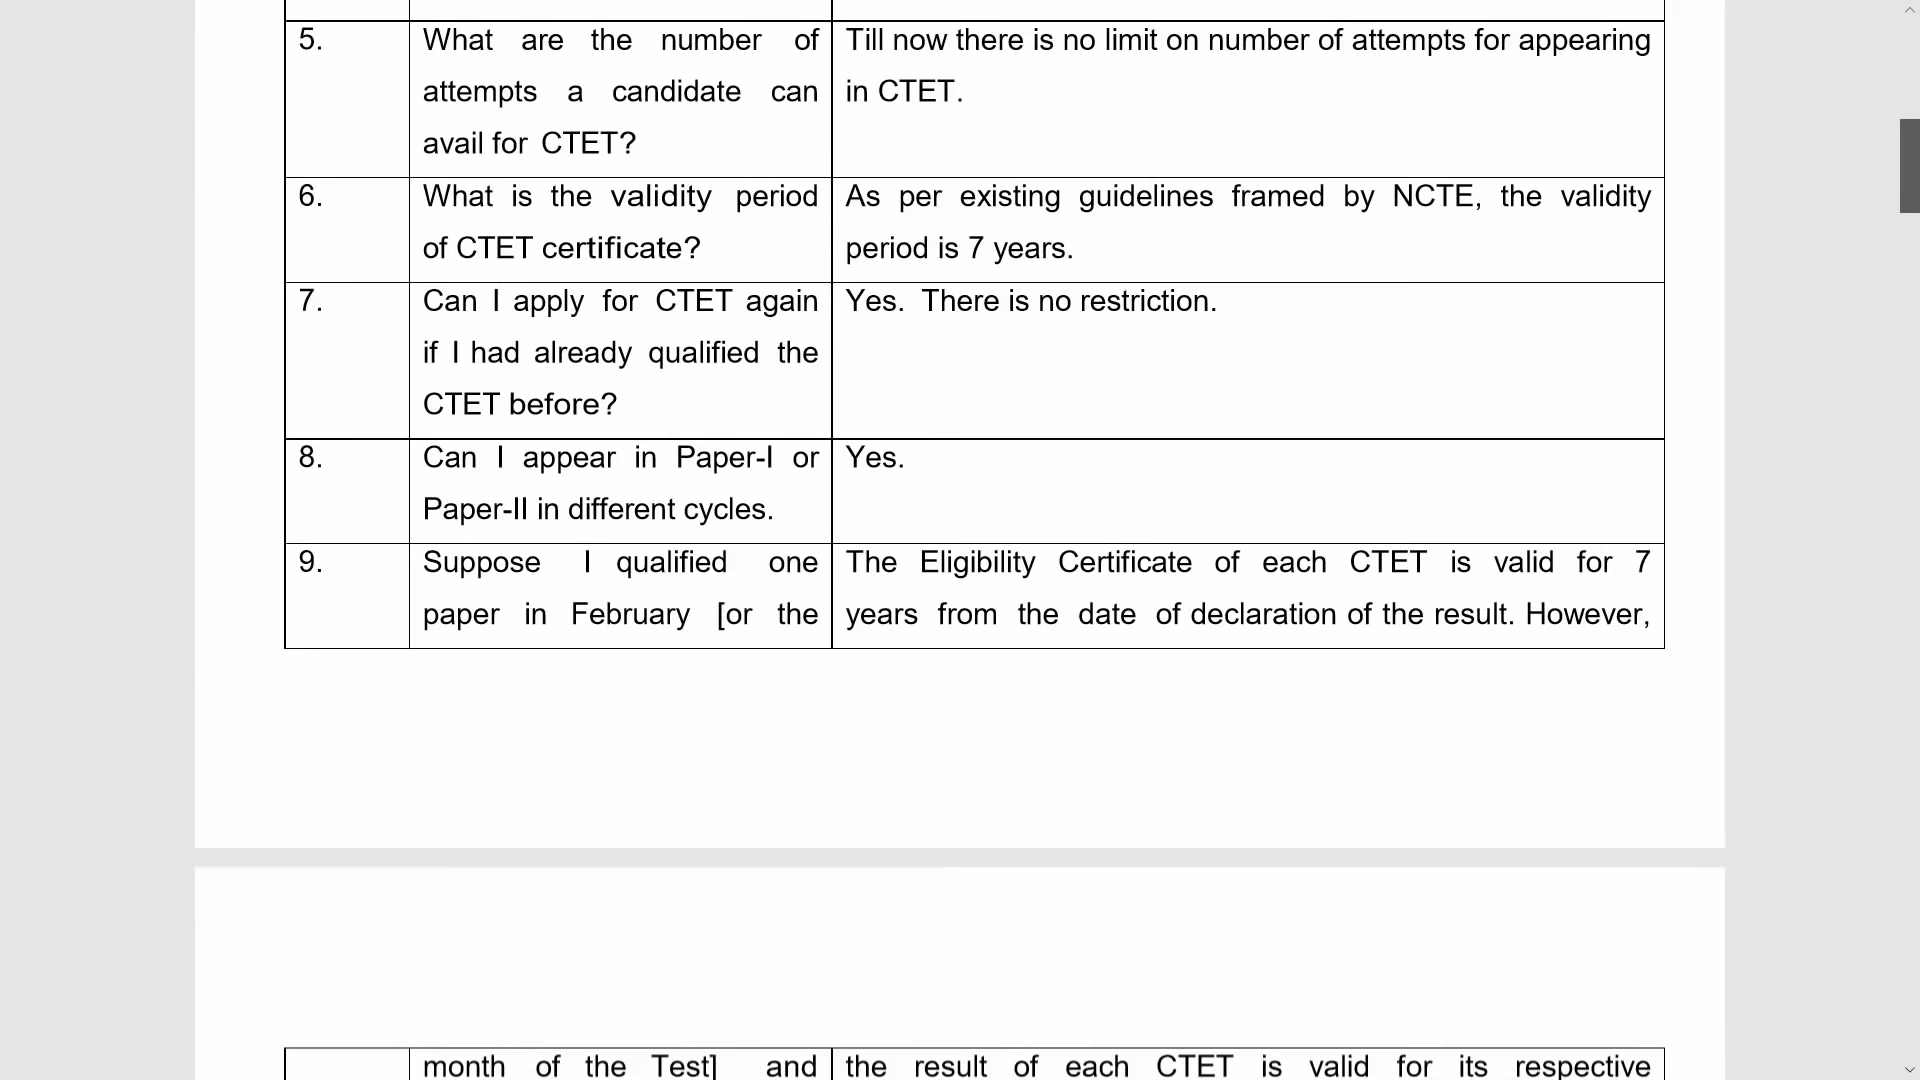 5.
What are the number of
attempts a candidate can
avail for CTET?
Till now there is no limit on number of attempts for appearing
in CTET.
6.
What is the validity period
of CTET certificate?
As per existing guidelines framed by NCTE, the validity
period is 7 years.
7.
Can I apply for CTET again
if I had already qualified the
CTET before?
Yes. There is no restriction.
8.
Can I appear in Paper-I or
Paper-II in different cycles.
Yes.
9.
Suppose I qualified one
paper in February [or the
The Eligibility Certificate of each CTET is valid for 7
years from the date of declaration of the result. However,
month of the Test] and
the result of each CTET is valid for its respective